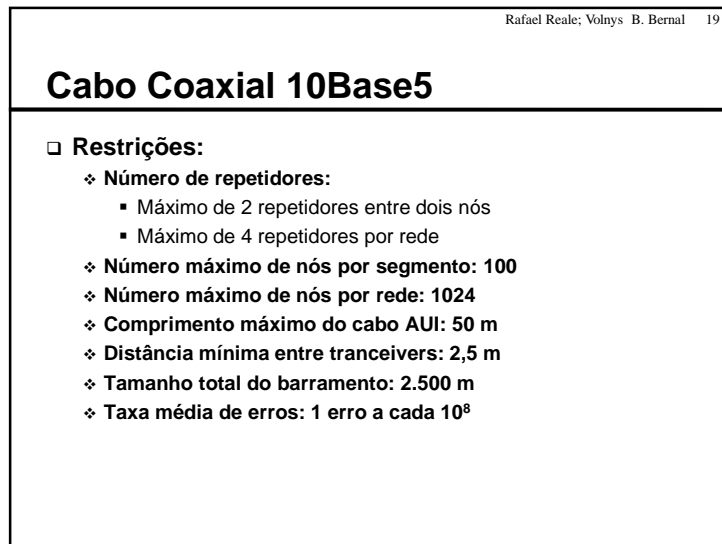 Rafael Reale; Volnys B. Bernal 19
Cabo Coaxial 10Base5
❑ Restrições:
❖ Número de repetidores:
▪ Máximo de 2 repetidores entre dois nós
▪ Máximo de 4 repetidores por rede
❖ Número máximo de nós por segmento: 100
❖ Número máximo de nós por rede: 1024
❖ Comprimento máximo do cabo AUI: 50 m
❖ Distância mínima entre tranceivers: 2,5 m
❖ Tamanho total do barramento: 2.500 m
❖ Taxa média de erros: 1 erro a cada 10⁸